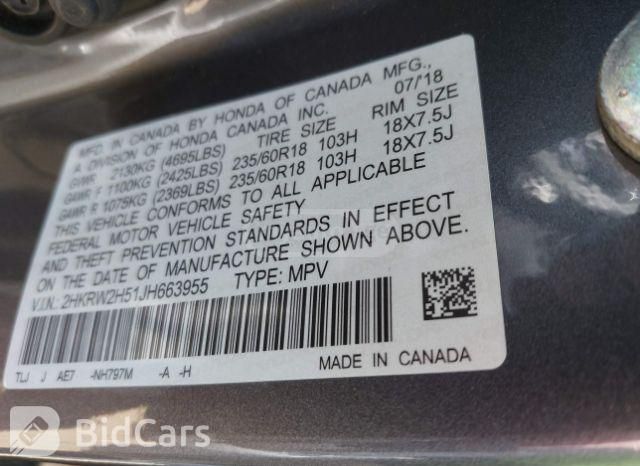 MFD. IN CANADA BY HONDA OF CANADA MFG.,
A DIVISION OF HONDA CANADA INC. 07/'18
GVWR 2130KG (4695LBS) TIRE SIZE RIM SIZE
GAWR F 1100KG (2425LBS) 235/60R18 103H 18X7.5J
GAWR R 1075KG (2369LBS) 235/60R18 103H 18X7.5J
THIS VEHICLE CONFORMS TO ALL APPLICABLE
FEDERAL MOTOR VEHICLE SAFETY
AND THEFT PREVENTION STANDARDS IN EFFECT
ON THE DATE OF MANUFACTURE SHOWN ABOVE.
V.I.N.: 2HKRW2H51JH663955 TYPE: MPV
TLJ J AE7 -NH797M -A -H MADE IN CANADA
BidCars